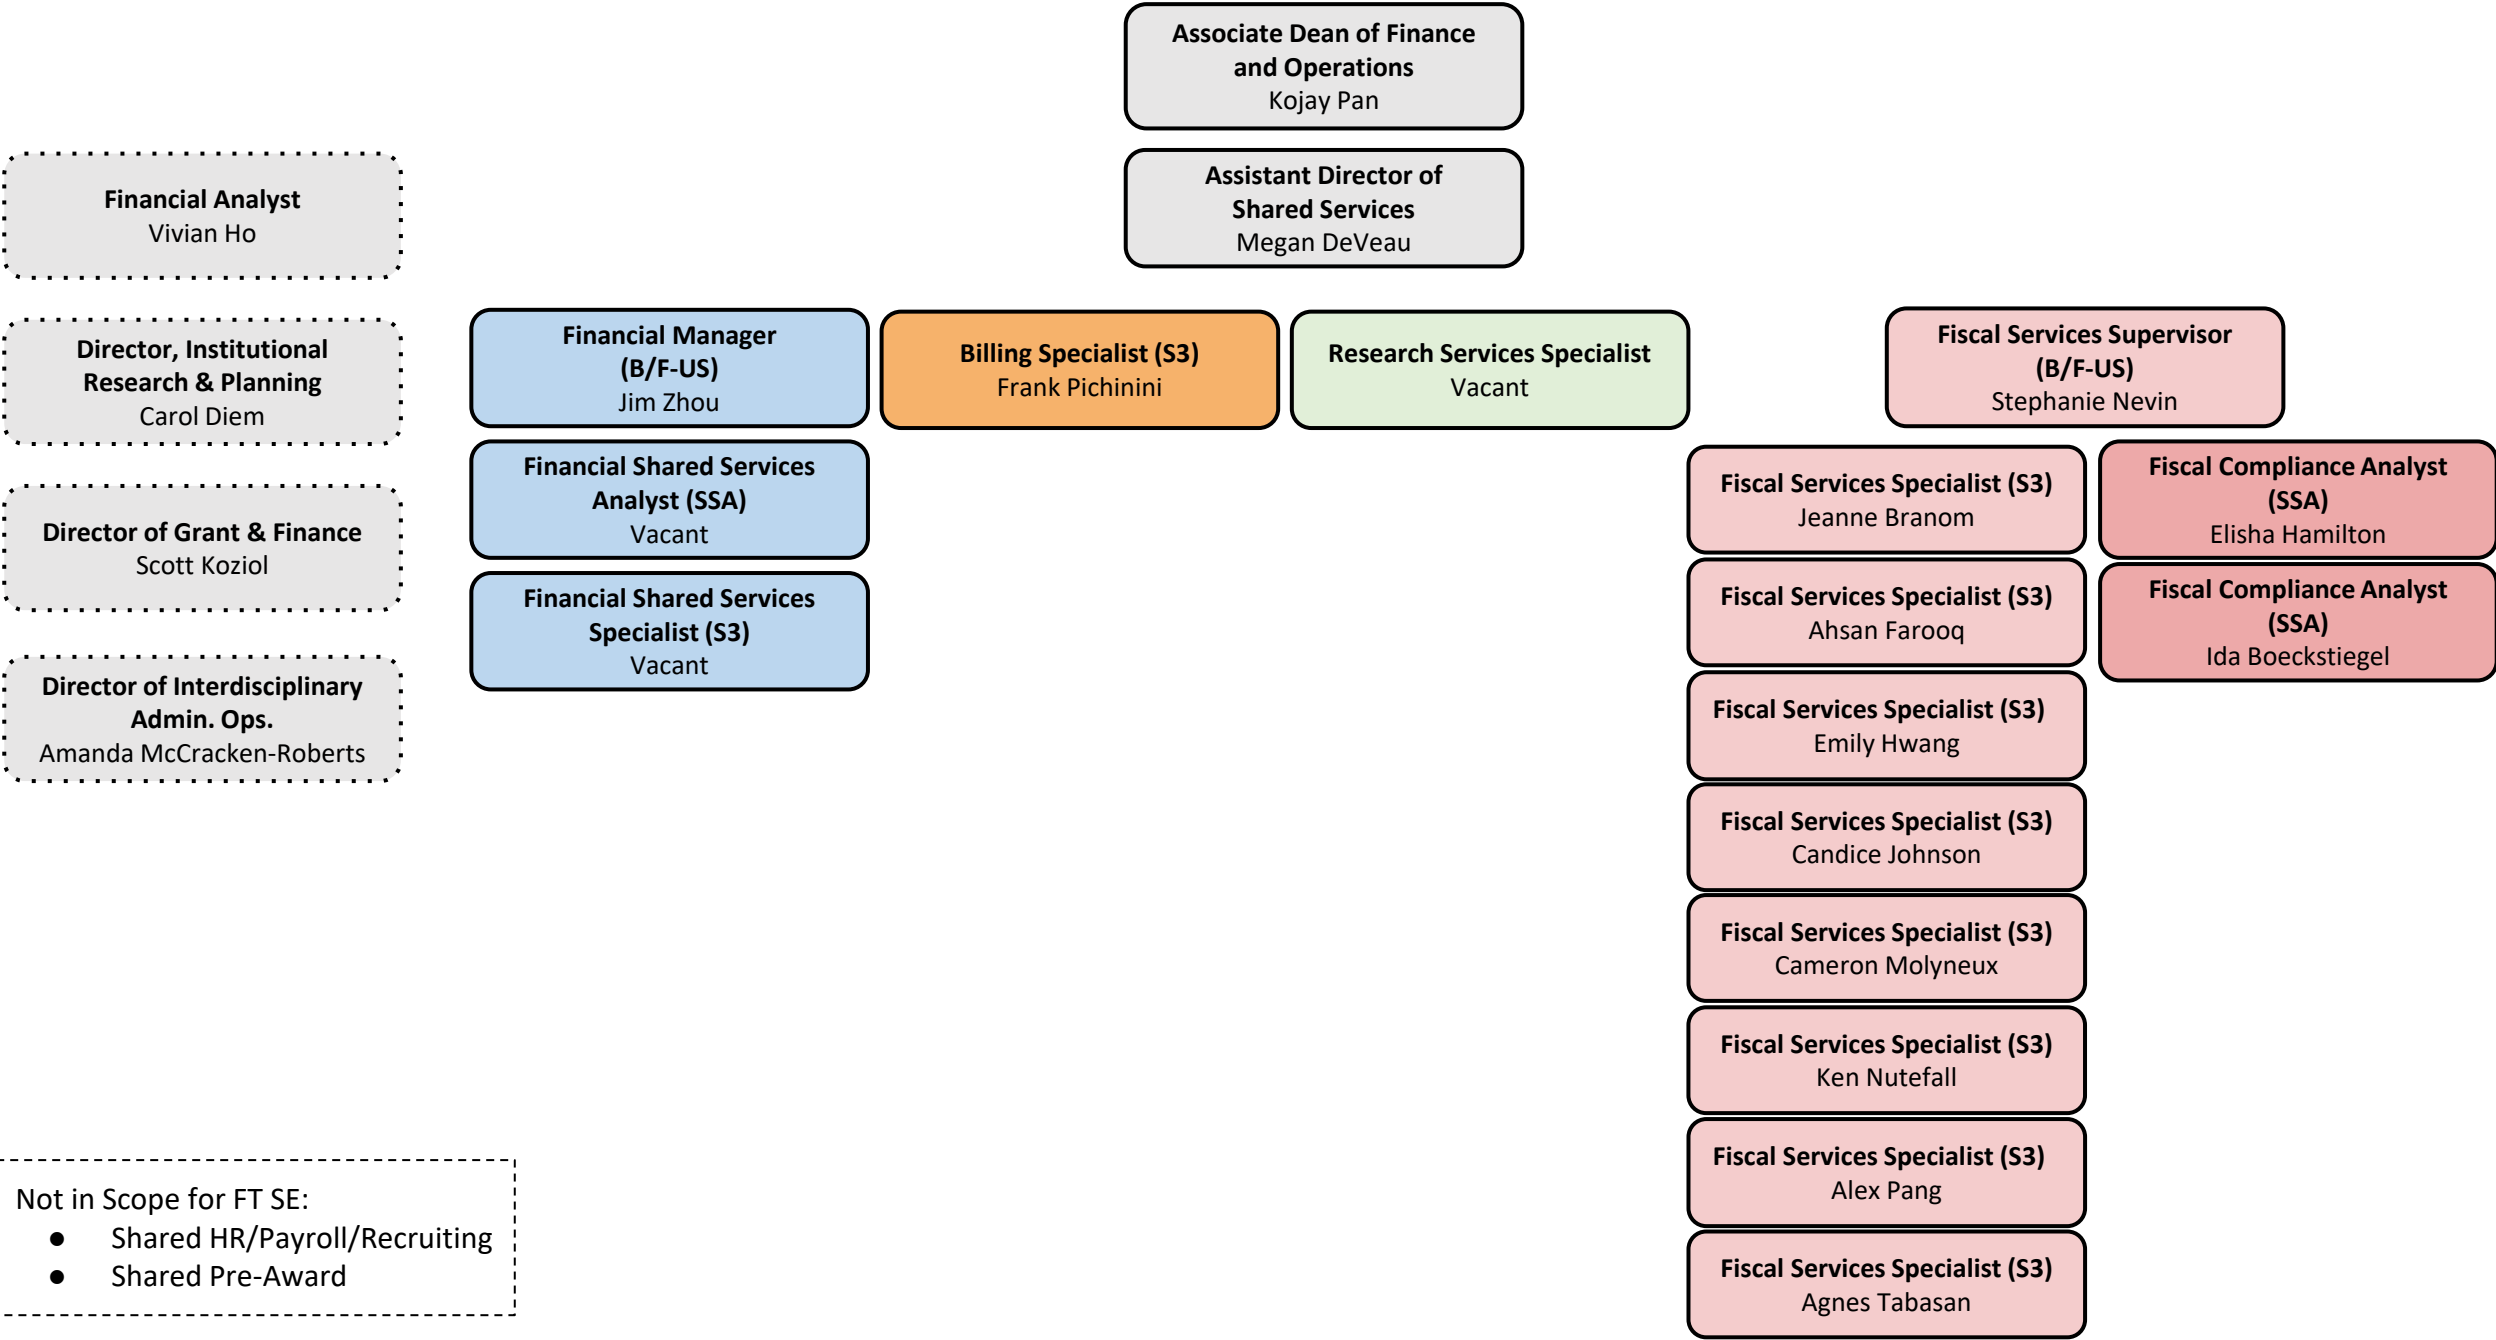 Associate Dean of Finance
and Operations
Kojay Pan
Assistant Director of
Shared Services
Megan DeVeau
Financial Analyst
Vivian Ho
Director, Institutional
Research & Planning
Carol Diem
Director of Grant & Finance
Scott Koziol
Director of Interdisciplinary
Admin. Ops.
Amanda McCracken-Roberts
Financial Manager
(B/F-US)
Jim Zhou
Financial Shared Services
Analyst (SSA)
Vacant
Financial Shared Services
Specialist (S3)
Vacant
Billing Specialist (S3)
Frank Pichinini
Research Services Specialist
Vacant
Fiscal Services Supervisor
(B/F-US)
Stephanie Nevin
Fiscal Services Specialist (S3)
Jeanne Branom
Fiscal Services Specialist (S3)
Ahsan Farooq
Fiscal Services Specialist (S3)
Emily Hwang
Fiscal Services Specialist (S3)
Candice Johnson
Fiscal Services Specialist (S3)
Cameron Molyneux
Fiscal Services Specialist (S3)
Ken Nutefall
Fiscal Services Specialist (S3)
Alex Pang
Fiscal Services Specialist (S3)
Agnes Tabasan
Fiscal Compliance Analyst
(SSA)
Elisha Hamilton
Fiscal Compliance Analyst
(SSA)
Ida Boeckstiegel
Not in Scope for FT SE:
● Shared HR/Payroll/Recruiting
● Shared Pre-Award